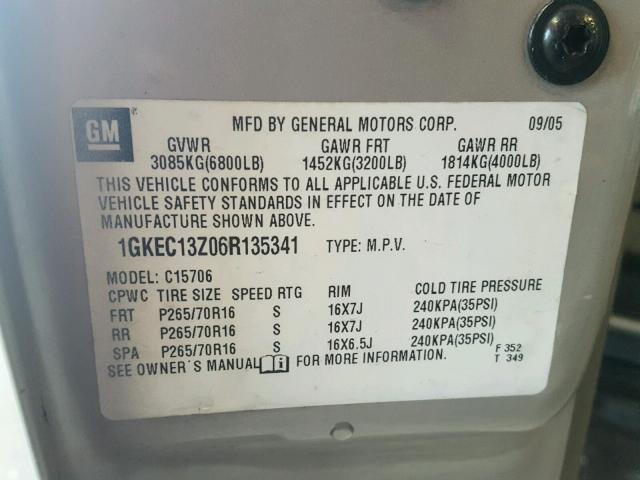 GM
MFD BY GENERAL MOTORS CORP. 09/05
GVWR GAWR FRT GAWR RR
3085KG(6800LB) 1452KG(3200LB) 1814KG(4000LB)
THIS VEHICLE CONFORMS TO ALL APPLICABLE U.S. FEDERAL MOTOR
VEHICLE SAFETY STANDARDS IN EFFECT ON THE DATE OF
MANUFACTURE SHOWN ABOVE.
1GKEC13Z06R135341 TYPE: M.P.V.
MODEL: C15706
CPWC TIRE SIZE SPEED RTG RIM COLD TIRE PRESSURE
FRT P265/70R16 S 16X7J 240KPA(35PSI)
RR P265/70R16 S 16X7J 240KPA(35PSI)
SPA P265/70R16 S 16X6.5J 240KPA(35PSI)
SEE OWNER'S MANUAL FOR MORE INFORMATION. F 352
T 349